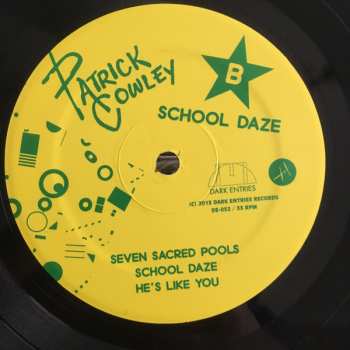 PATRICK
COWLEY
B
SCHOOL DAZE
DARK ENTRIES
(C) 2013 DARK ENTRIES RECORDS
DE-052 / 33 RPM
SEVEN SACRED POOLS
SCHOOL DAZE
HE'S LIKE YOU